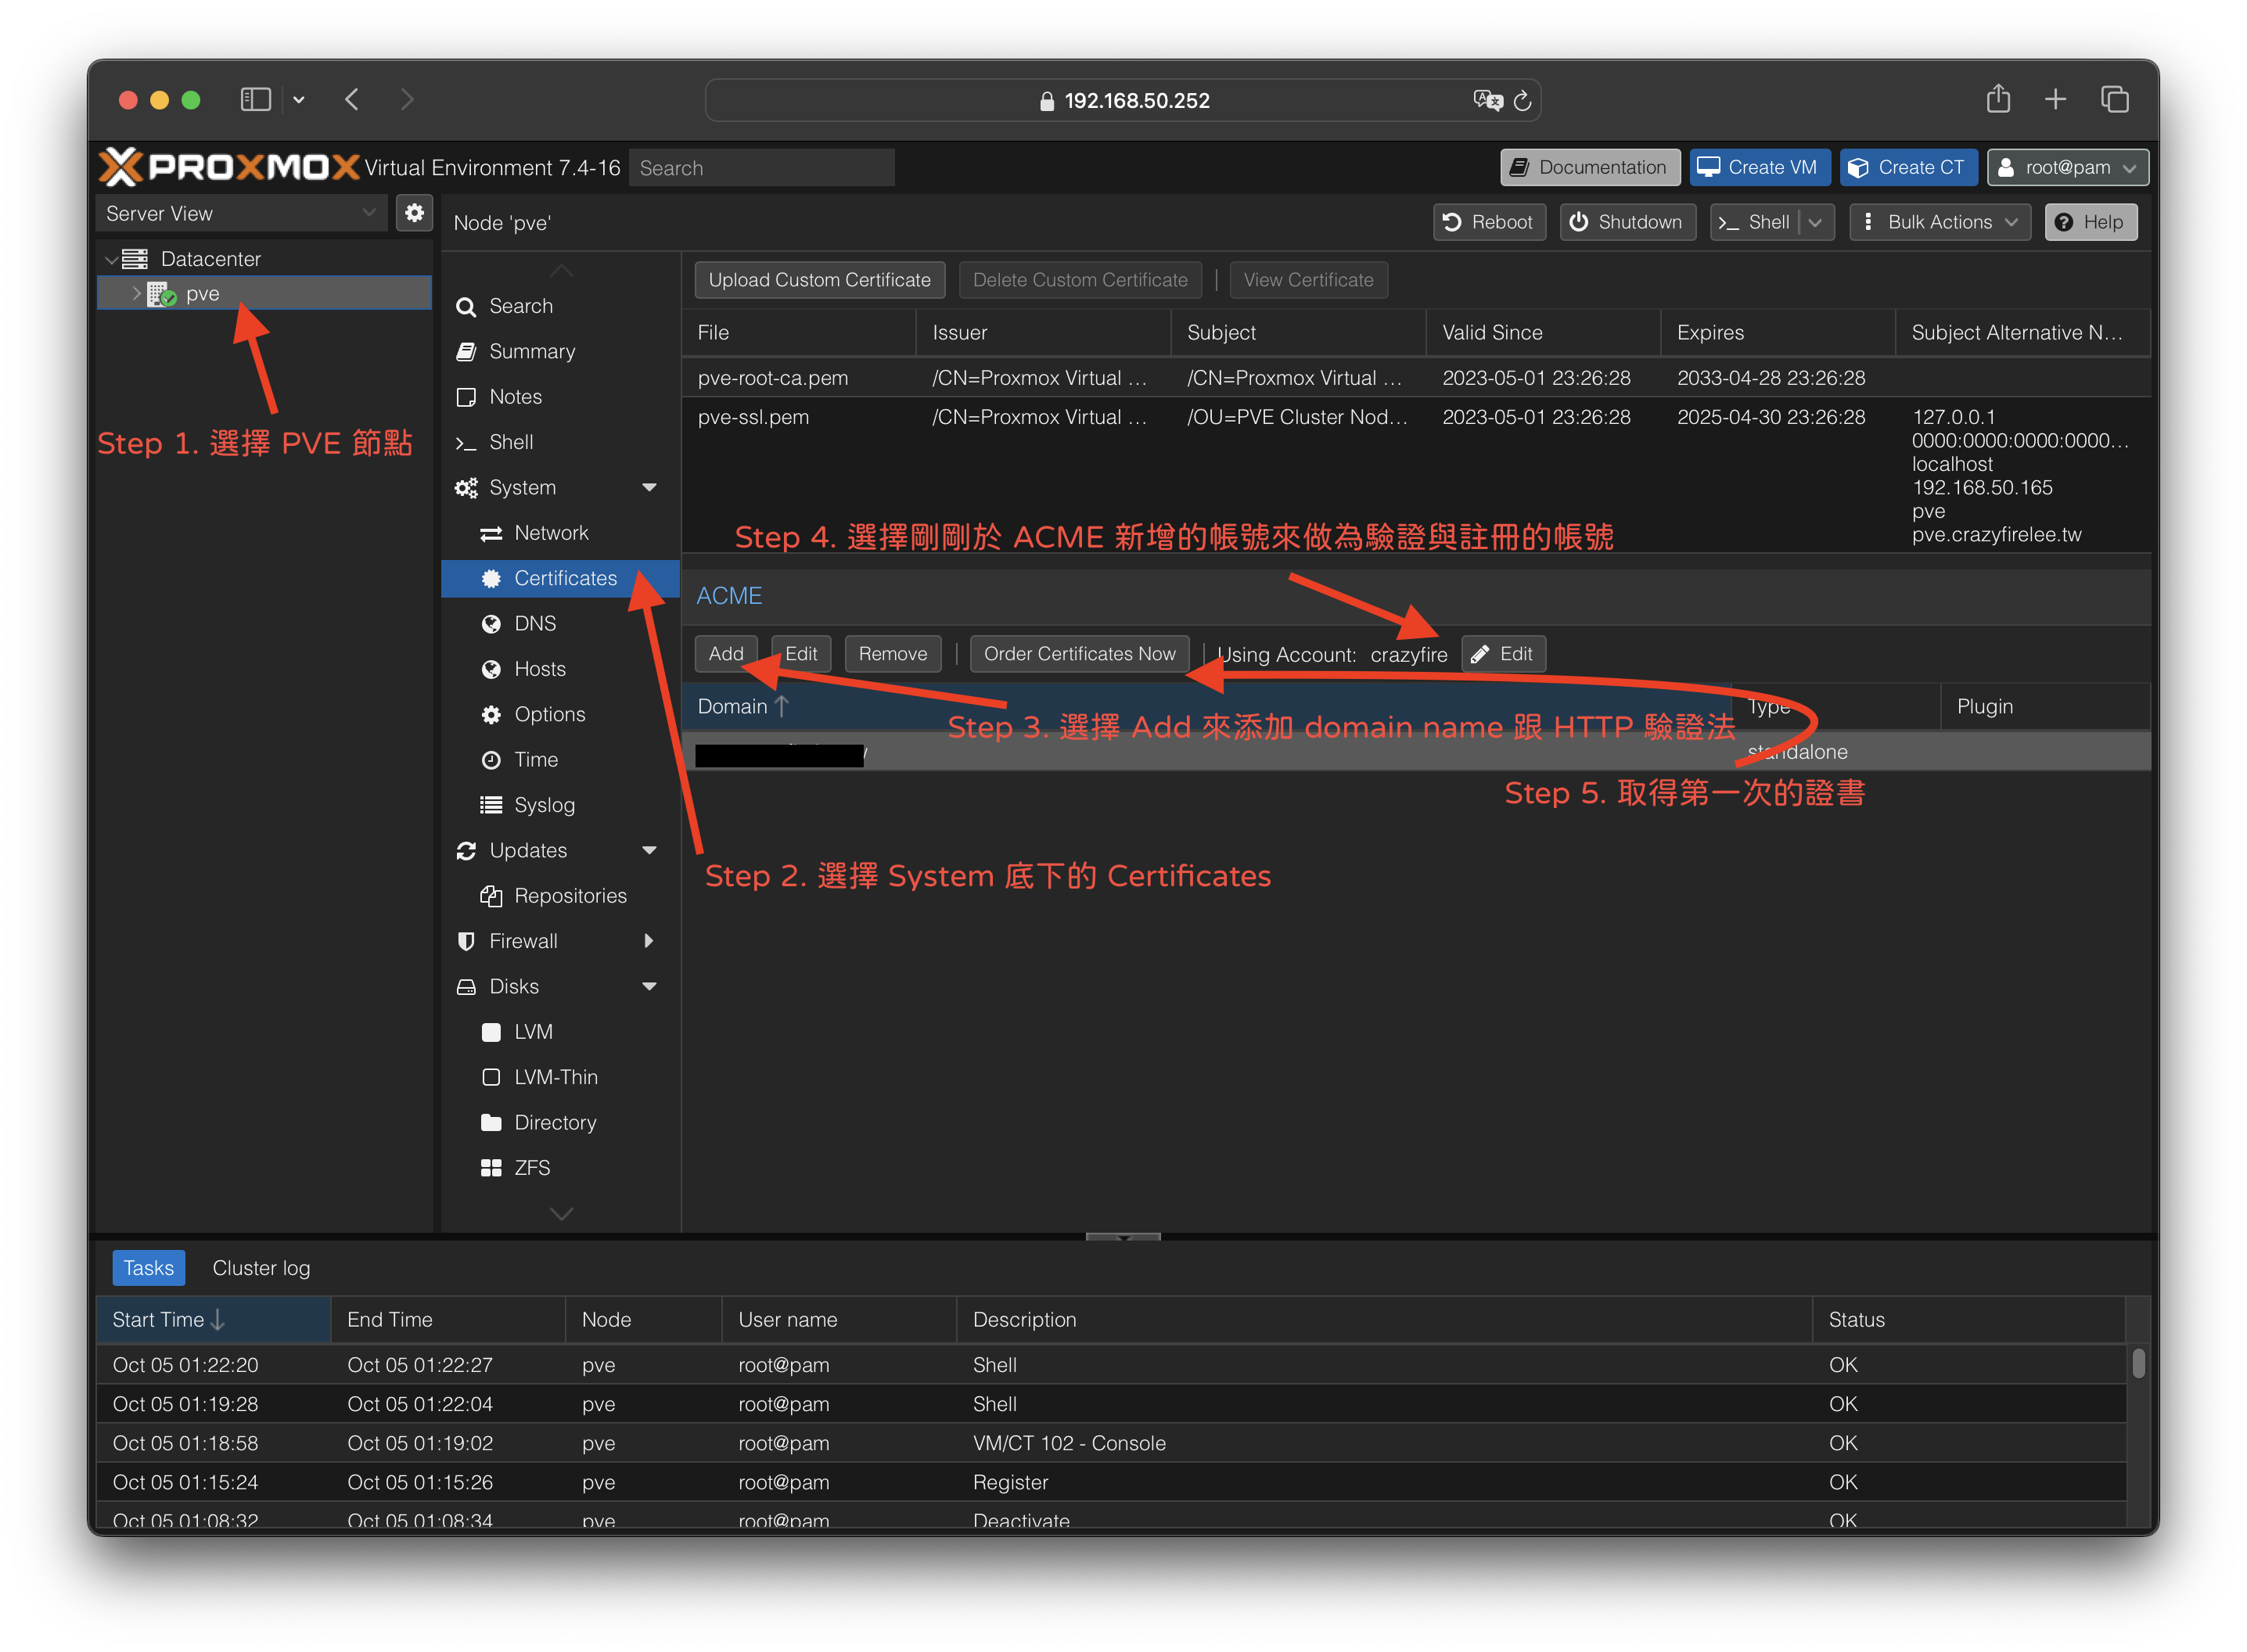 192.168.50.252
PROXMOX Virtual Environment 7.4-16 Search Documentation Create VM Create CT root@pam
Server View
Node 'pve' Reboot Shutdown >_ Shell Bulk Actions Help
Datacenter
pve
Step 1. 選擇 PVE 節點
Search
Summary
Notes
>_ Shell
System
Network
Certificates
DNS
Hosts
Options
Time
Syslog
Updates
Repositories
Firewall
Disks
LVM
LVM-Thin
Directory
ZFS
Upload Custom Certificate Delete Custom Certificate View Certificate
File Issuer Subject Valid Since Expires Subject Alternative N...
pve-root-ca.pem /CN=Proxmox Virtual ... /CN=Proxmox Virtual ... 2023-05-01 23:26:28 2033-04-28 23:26:28
pve-ssl.pem /CN=Proxmox Virtual ... /OU=PVE Cluster Nod... 2023-05-01 23:26:28 2025-04-30 23:26:28 127.0.0.1
0000:0000:0000:0000...
localhost
192.168.50.165
pve
pve.crazyfirelee.tw
Step 4. 選擇剛剛於 ACME 新增的帳號來做為驗證與註冊的帳號
ACME
Add Edit Remove Order Certificates Now Using Account: crazyfire Edit
Domain Type Plugin
Step 3. 選擇 Add 來添加 domain name 跟 HTTP 驗證法
standalone
Step 5. 取得第一次的證書
Step 2. 選擇 System 底下的 Certificates
Tasks Cluster log
Start Time End Time Node User name Description Status
Oct 05 01:22:20 Oct 05 01:22:27 pve root@pam Shell OK
Oct 05 01:19:28 Oct 05 01:22:04 pve root@pam Shell OK
Oct 05 01:18:58 Oct 05 01:19:02 pve root@pam VM/CT 102 - Console OK
Oct 05 01:15:24 Oct 05 01:15:26 pve root@pam Register OK
Oct 05 01:08:32 Oct 05 01:08:34 pve root@pam Deactivate OK